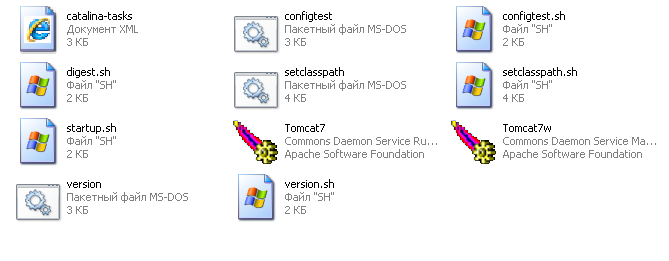 catalina-tasks
Документ XML
3 КБ
configtest
Пакетный файл MS-DOS
3 КБ
configtest.sh
Файл "SH"
2 КБ
digest.sh
Файл "SH"
2 КБ
setclasspath
Пакетный файл MS-DOS
4 КБ
setclasspath.sh
Файл "SH"
4 КБ
startup.sh
Файл "SH"
2 КБ
Tomcat7
Commons Daemon Service Ru...
Apache Software Foundation
Tomcat7w
Commons Daemon Service Ma...
Apache Software Foundation
version
Пакетный файл MS-DOS
3 КБ
version.sh
Файл "SH"
2 КБ